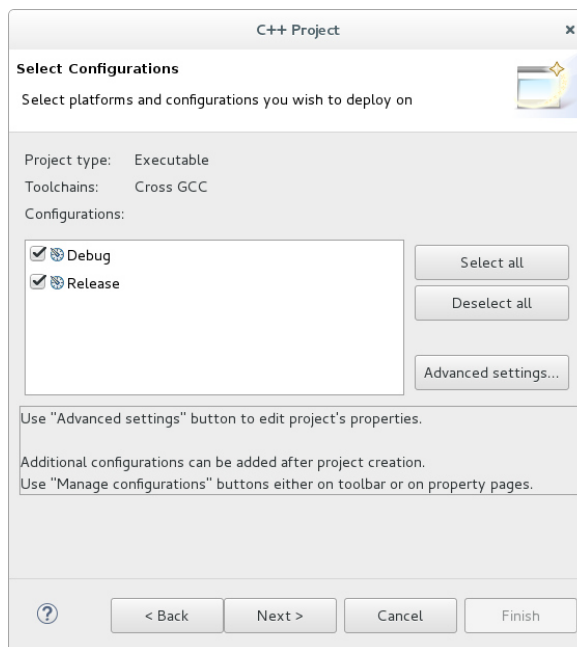 C++ Project
Select Configurations
Select platforms and configurations you wish to deploy on
Project type: Executable
Toolchains: Cross GCC
Configurations:
Debug
Release
Select all
Deselect all
Advanced settings...
Use "Advanced settings" button to edit project's properties.
Additional configurations can be added after project creation.
Use "Manage configurations" buttons either on toolbar or on property pages.
?
< Back
Next >
Cancel
Finish